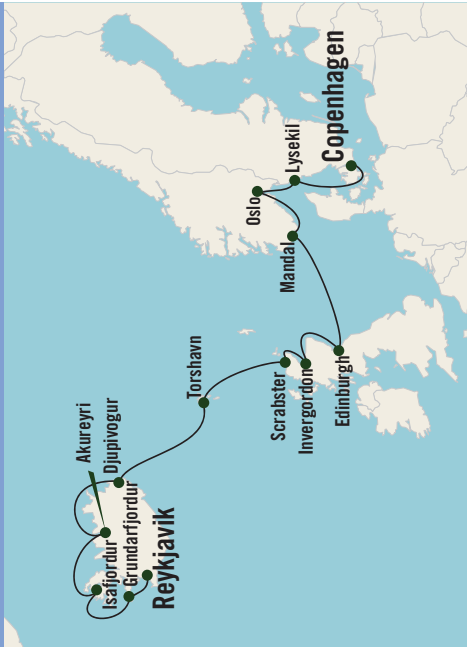 Copenhagen
Lysekil
Oslo
Mandal
Edinburgh
Invergordon
Scrabster
Torshavn
Djupivogur
Akureyri
Isafjordur
Grundarfjordur
Reykjavik